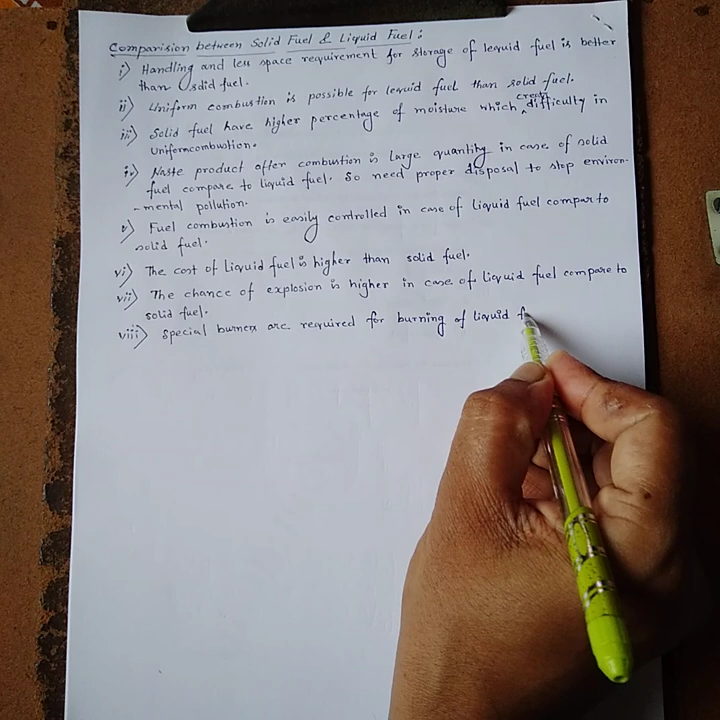 Comparision between Solid Fuel & Liquid Fuel :
i) Handling and less space requirement for storage of lequid fuel is better
than solid fuel.
ii) Uniform combustion is possible for lequid fuel than solid fuel.
iii) Solid fuel have higher percentage of moisture which create difficulty in
Uniform combustion.
iv) Waste product after combustion is large quantity in case of solid
fuel compare to liquid fuel. So need proper disposal to stop environ-
-mental pollution.
v) Fuel combustion is easily controlled in case of liquid fuel compar to
solid fuel.
vi) The cost of liquid fuel is higher than solid fuel.
vii) The chance of explosion is higher in case of liquid fuel compare to
solid fuel.
viii) Special burners are required for burning of liquid f